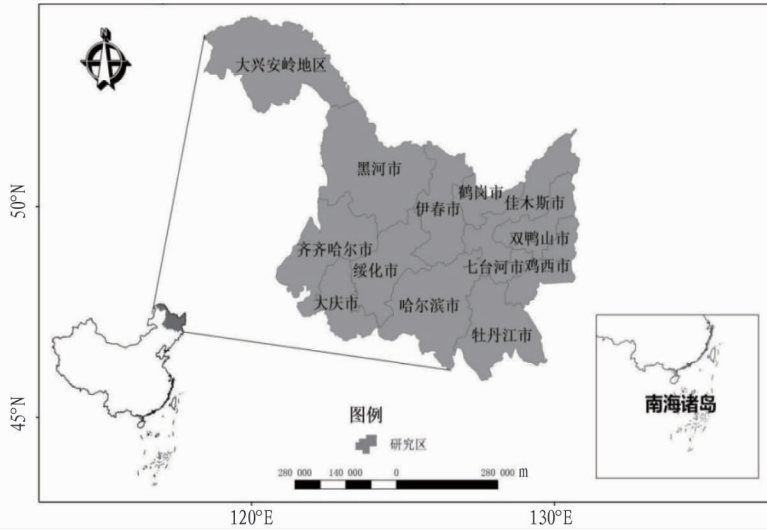 大兴安岭地区
黑河市
鹤岗市
伊春市
佳木斯市
双鸭山市
齐齐哈尔市
绥化市
七台河市
鸡西市
大庆市
哈尔滨市
牡丹江市
50°N
45°N
南海诸岛
图例
研究区
280 000 140 000 0 280 000 m
120°E
130°E